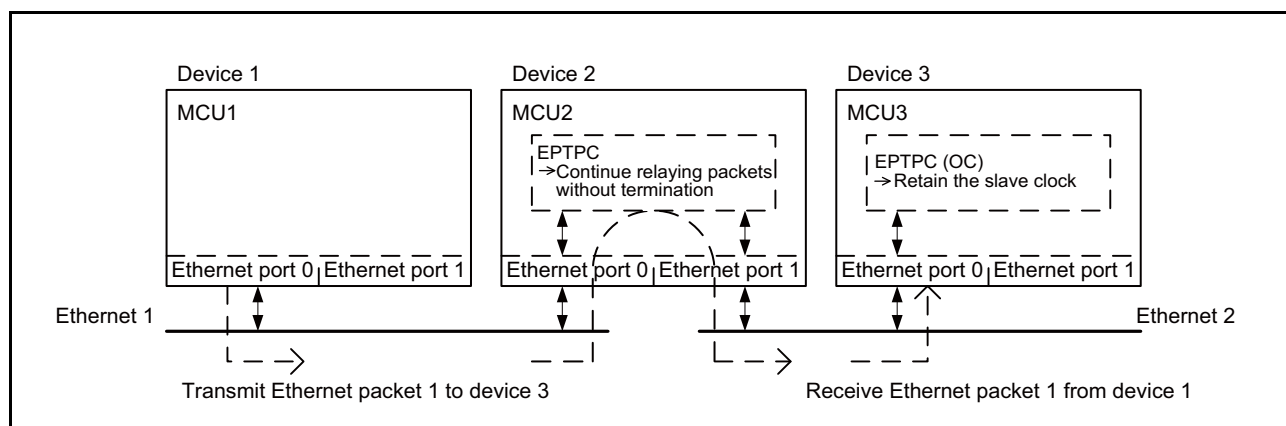 Device 1
Device 2
Device 3
MCU1
MCU2
MCU3
EPTPC
→Continue relaying packets
without termination
EPTPC (OC)
→Retain the slave clock
Ethernet port 0 Ethernet port 1
Ethernet port 0 Ethernet port 1
Ethernet port 0 Ethernet port 1
Ethernet 1
Ethernet 2
Transmit Ethernet packet 1 to device 3
Receive Ethernet packet 1 from device 1